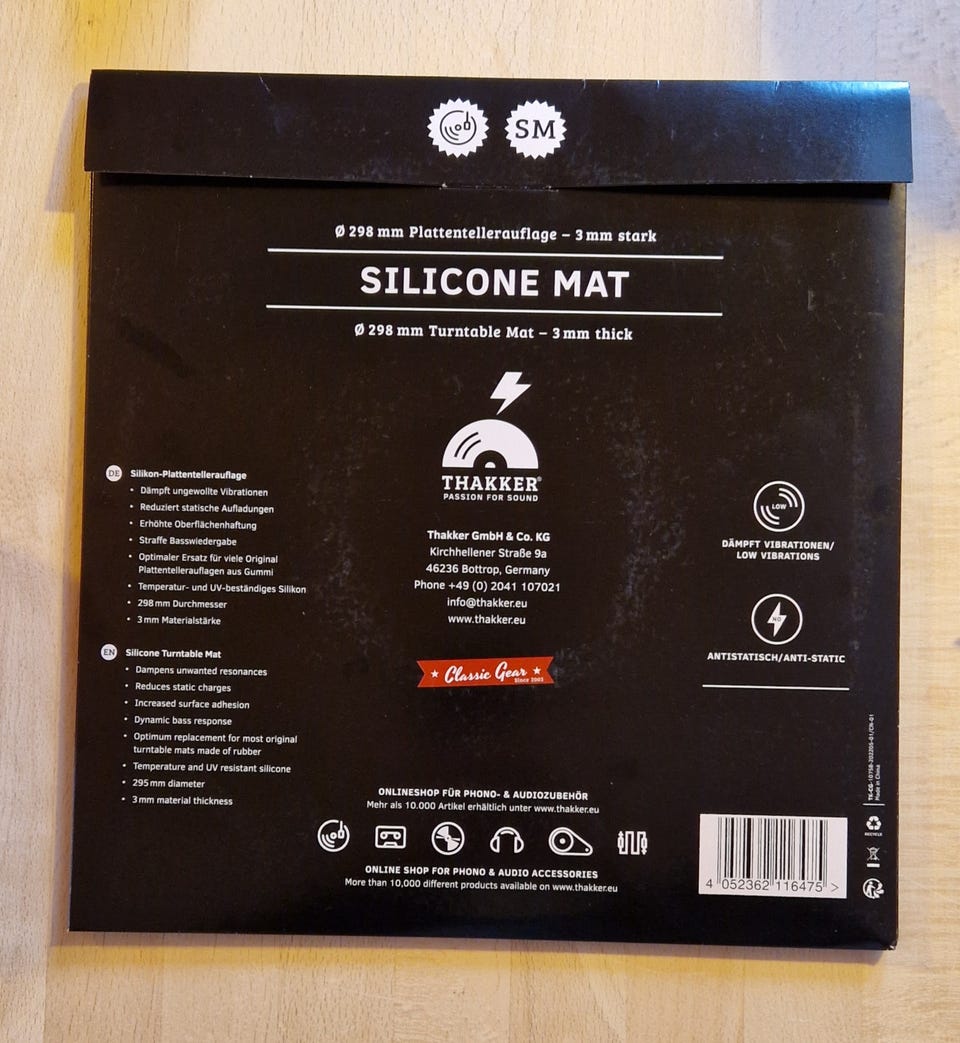 SM
Ø 298 mm Plattentellerauflage – 3 mm stark
SILICONE MAT
Ø 298 mm Turntable Mat – 3 mm thick
THAKKER®
PASSION FOR SOUND
Thakker GmbH & Co. KG
Kirchhellener Straße 9a
46236 Bottrop, Germany
Phone +49 (0) 2041 107021
info@thakker.eu
www.thakker.eu
Classic Gear
Since 2003
DE Silikon-Plattentellerauflage
• Dämpft ungewollte Vibrationen
• Reduziert statische Aufladungen
• Erhöhte Oberflächenhaftung
• Straffe Basswiedergabe
• Optimaler Ersatz für viele Original
Plattentellerauflagen aus Gummi
• Temperatur- und UV-beständiges Silikon
• 298 mm Durchmesser
• 3 mm Materialstärke
EN Silicone Turntable Mat
• Dampens unwanted resonances
• Reduces static charges
• Increased surface adhesion
• Dynamic bass response
• Optimum replacement for most original
turntable mats made of rubber
• Temperature and UV resistant silicone
• 295 mm diameter
• 3 mm material thickness
LOW
DÄMPFT VIBRATIONEN/
LOW VIBRATIONS
NO
ANTISTATISCH/ANTI-STATIC
ONLINESHOP FÜR PHONO- & AUDIOZUBEHÖR
Mehr als 10.000 Artikel erhältlich unter www.thakker.eu
ONLINE SHOP FOR PHONO & AUDIO ACCESSORIES
More than 10,000 different products available on www.thakker.eu
4 052362 116475 >
Made in China
RECYCLE